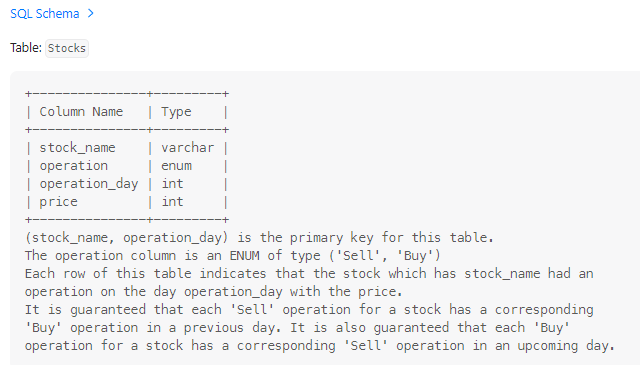 SQL Schema >
Table: Stocks
+---------------+---------+
| Column Name   | Type    |
+---------------+---------+
| stock_name    | varchar |
| operation     | enum    |
| operation_day | int     |
| price         | int     |
+---------------+---------+
(stock_name, operation_day) is the primary key for this table.
The operation column is an ENUM of type ('Sell', 'Buy')
Each row of this table indicates that the stock which has stock_name had an
operation on the day operation_day with the price.
It is guaranteed that each 'Sell' operation for a stock has a corresponding
'Buy' operation in a previous day. It is also guaranteed that each 'Buy'
operation for a stock has a corresponding 'Sell' operation in an upcoming day.